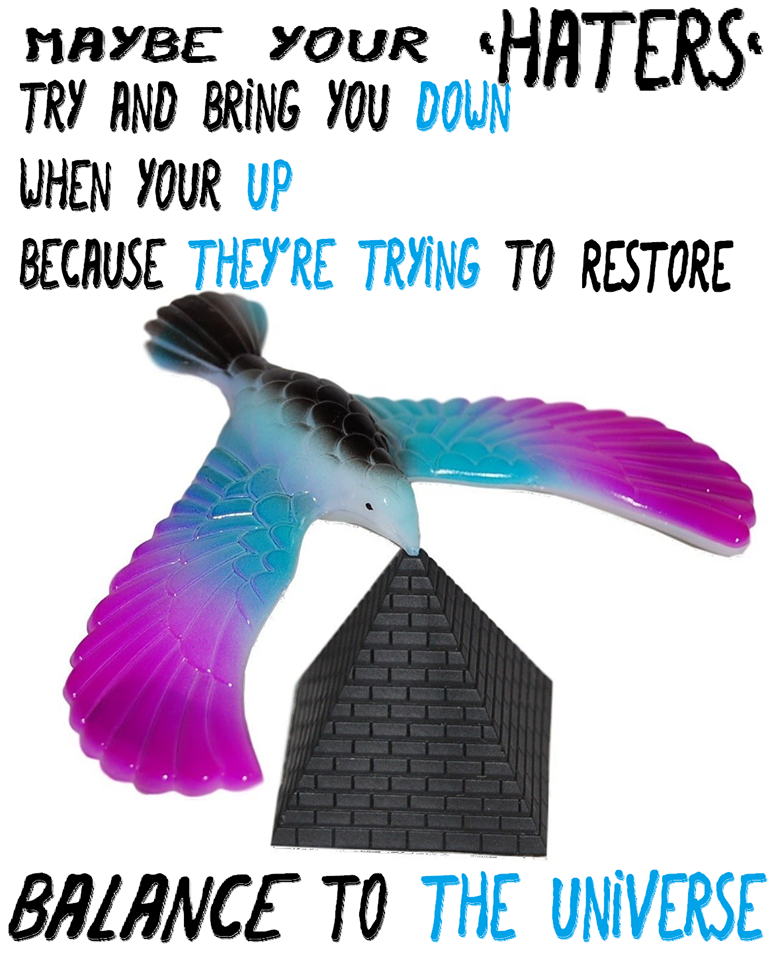 MAYBE YOUR •HATERS•
TRY AND BRING YOU DOWN
WHEN YOUR UP
BECAUSE THEY'RE TRYING TO RESTORE
BALANCE TO THE UNIVERSE